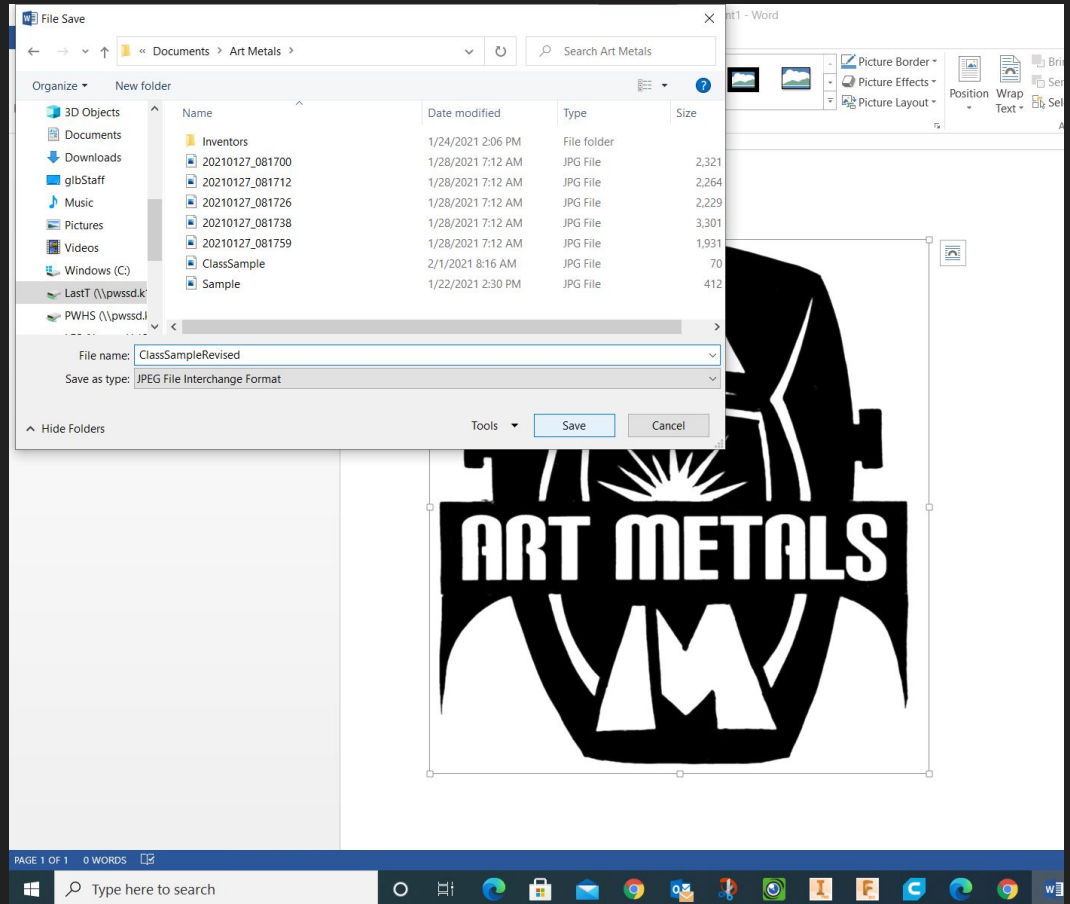 File Save
nt1 - Word
« Documents > Art Metals >
Search Art Metals
Picture Border
Picture Effects
Picture Layout
Position
Wrap
Text
Bri
Sel
Organize
New folder
3D Objects
Documents
Downloads
glbStaff
Music
Pictures
Videos
Windows (C:)
LastT (\\pwssd.k
PWHS (\\pwssd.k
Name Date modified Type Size
Inventors 1/24/2021 2:06 PM File folder
20210127_081700 1/28/2021 7:12 AM JPG File 2,321
20210127_081712 1/28/2021 7:12 AM JPG File 2,264
20210127_081726 1/28/2021 7:12 AM JPG File 2,229
20210127_081738 1/28/2021 7:12 AM JPG File 3,301
20210127_081759 1/28/2021 7:12 AM JPG File 1,931
ClassSample 2/1/2021 8:16 AM JPG File 70
Sample 1/22/2021 2:30 PM JPG File 412
File name: ClassSampleRevised
Save as type: JPEG File Interchange Format
Hide Folders
Tools
Save
Cancel
ART METALS
M
PAGE 1 OF 1 0 WORDS
Type here to search